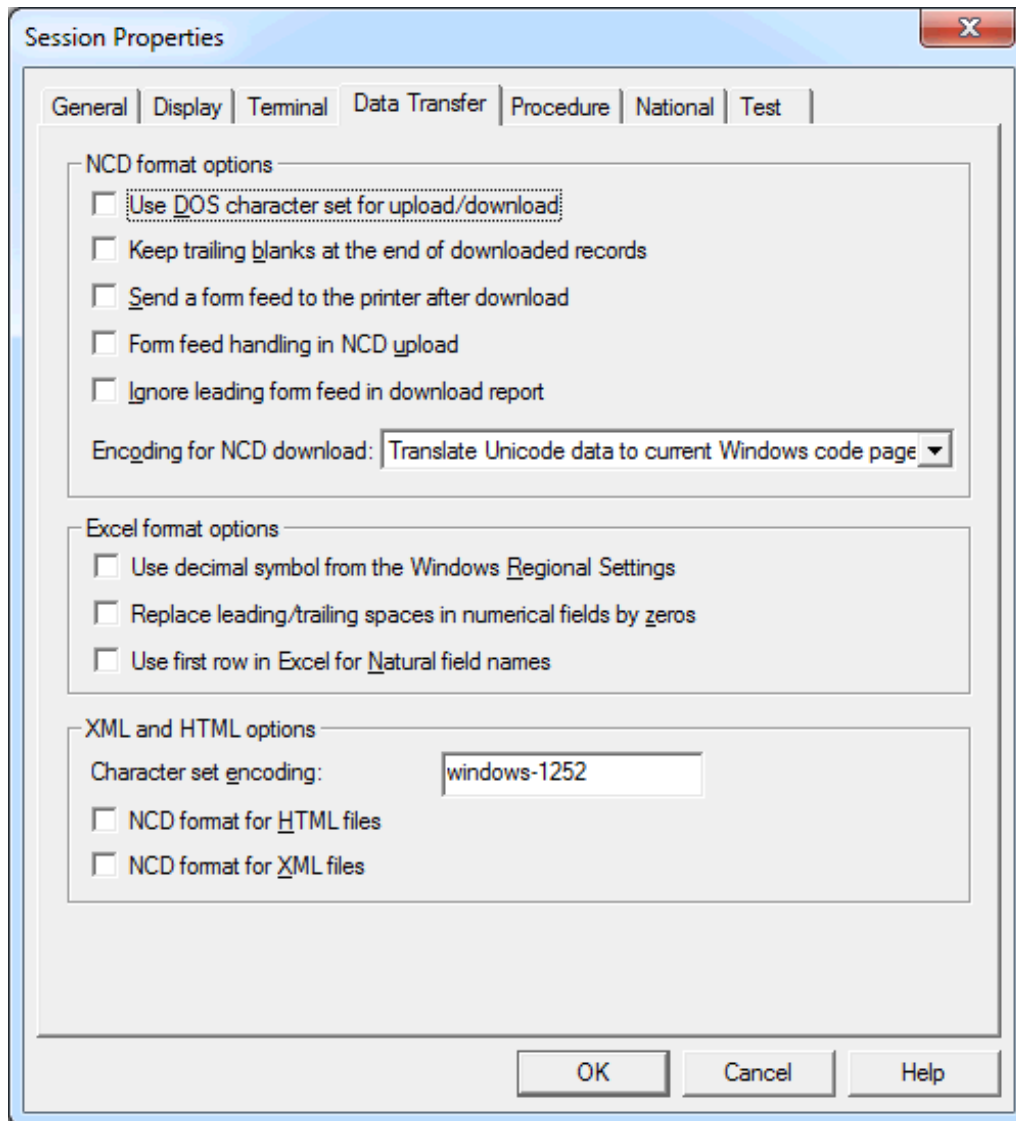 Session Properties
X
General Display Terminal Data Transfer Procedure National Test
NCD format options
Use DOS character set for upload/download
Keep trailing blanks at the end of downloaded records
Send a form feed to the printer after download
Form feed handling in NCD upload
Ignore leading form feed in download report
Encoding for NCD download: Translate Unicode data to current Windows code page
Excel format options
Use decimal symbol from the Windows Regional Settings
Replace leading/trailing spaces in numerical fields by zeros
Use first row in Excel for Natural field names
XML and HTML options
Character set encoding: windows-1252
NCD format for HTML files
NCD format for XML files
OK Cancel Help